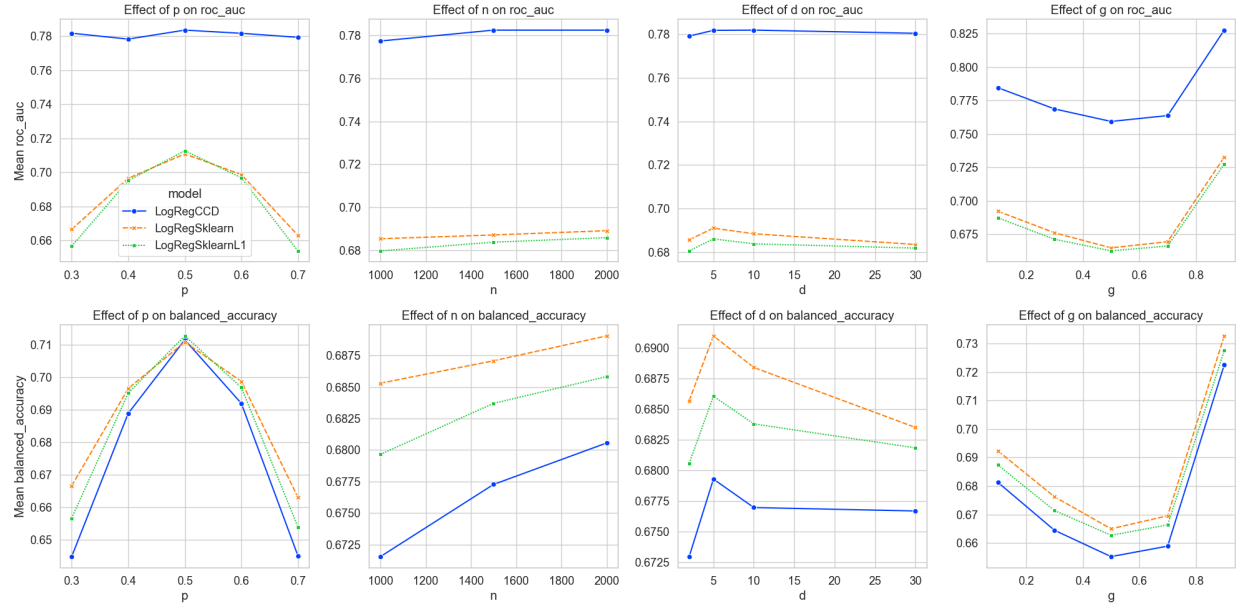 Effect of p on roc_auc
Mean roc_auc
0.78
0.76
0.74
0.72
0.70
0.68
0.66
model
LogRegCCD
LogRegSklearn
LogRegSklearnL1
0.3 0.4 0.5 0.6 0.7
p
Effect of n on roc_auc
0.78
0.76
0.74
0.72
0.70
0.68
1000 1200 1400 1600 1800 2000
n
Effect of d on roc_auc
0.78
0.76
0.74
0.72
0.70
0.68
5 10 15 20 25 30
d
Effect of g on roc_auc
0.825
0.800
0.775
0.750
0.725
0.700
0.675
0.2 0.4 0.6 0.8
g
Effect of p on balanced_accuracy
Mean balanced_accuracy
0.71
0.70
0.69
0.68
0.67
0.66
0.65
0.3 0.4 0.5 0.6 0.7
p
Effect of n on balanced_accuracy
0.6875
0.6850
0.6825
0.6800
0.6775
0.6750
0.6725
1000 1200 1400 1600 1800 2000
n
Effect of d on balanced_accuracy
0.6900
0.6875
0.6850
0.6825
0.6800
0.6775
0.6750
0.6725
5 10 15 20 25 30
d
Effect of g on balanced_accuracy
0.73
0.72
0.71
0.70
0.69
0.68
0.67
0.66
0.2 0.4 0.6 0.8
g